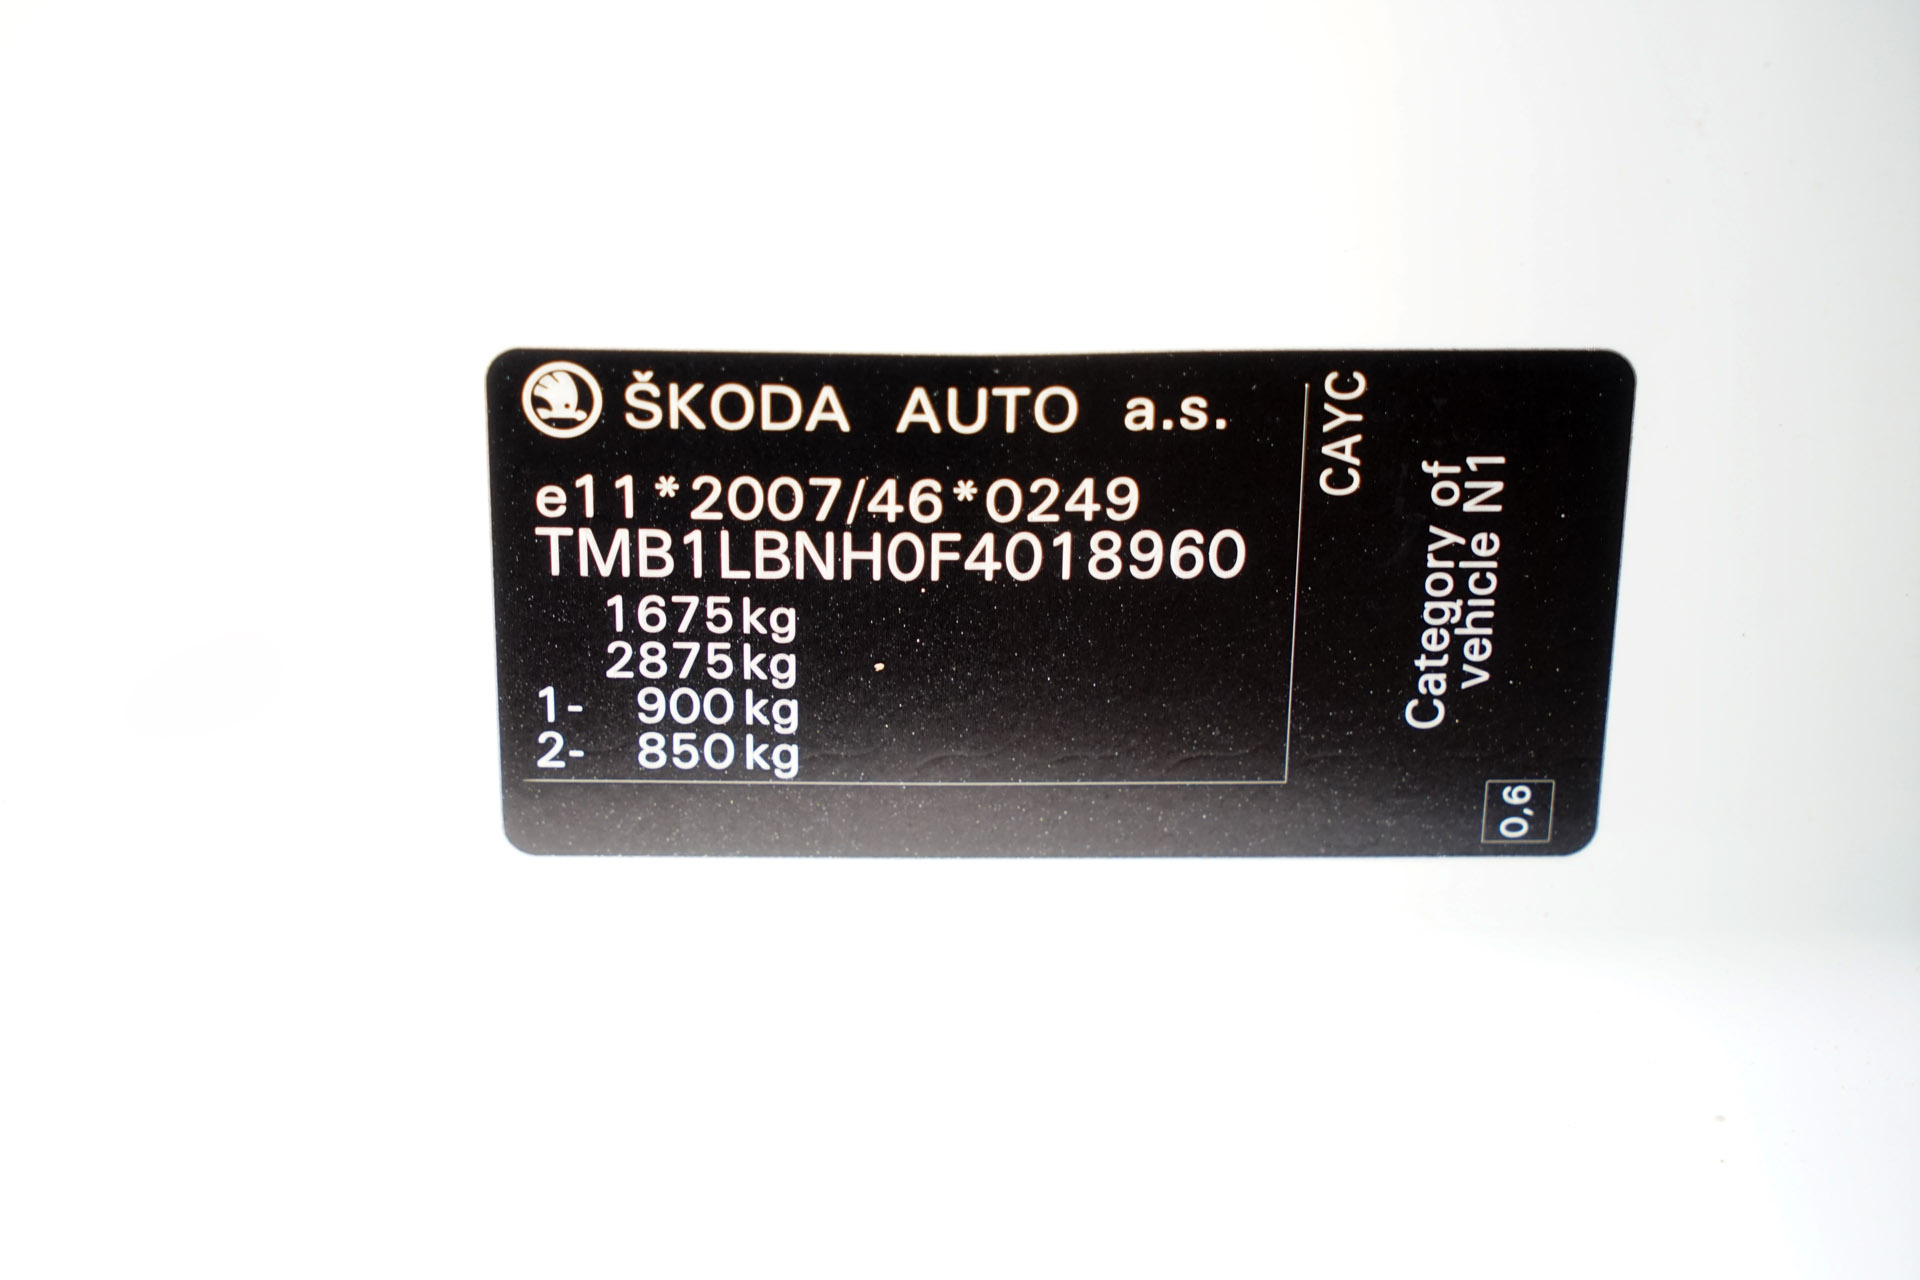 ŠKODA AUTO a.s.
e11*2007/46*0249
TMB1LBNH0F4018960
1675kg
2875kg
1- 900kg
2- 850kg
CAYC
Category of
vehicle N1
0,6